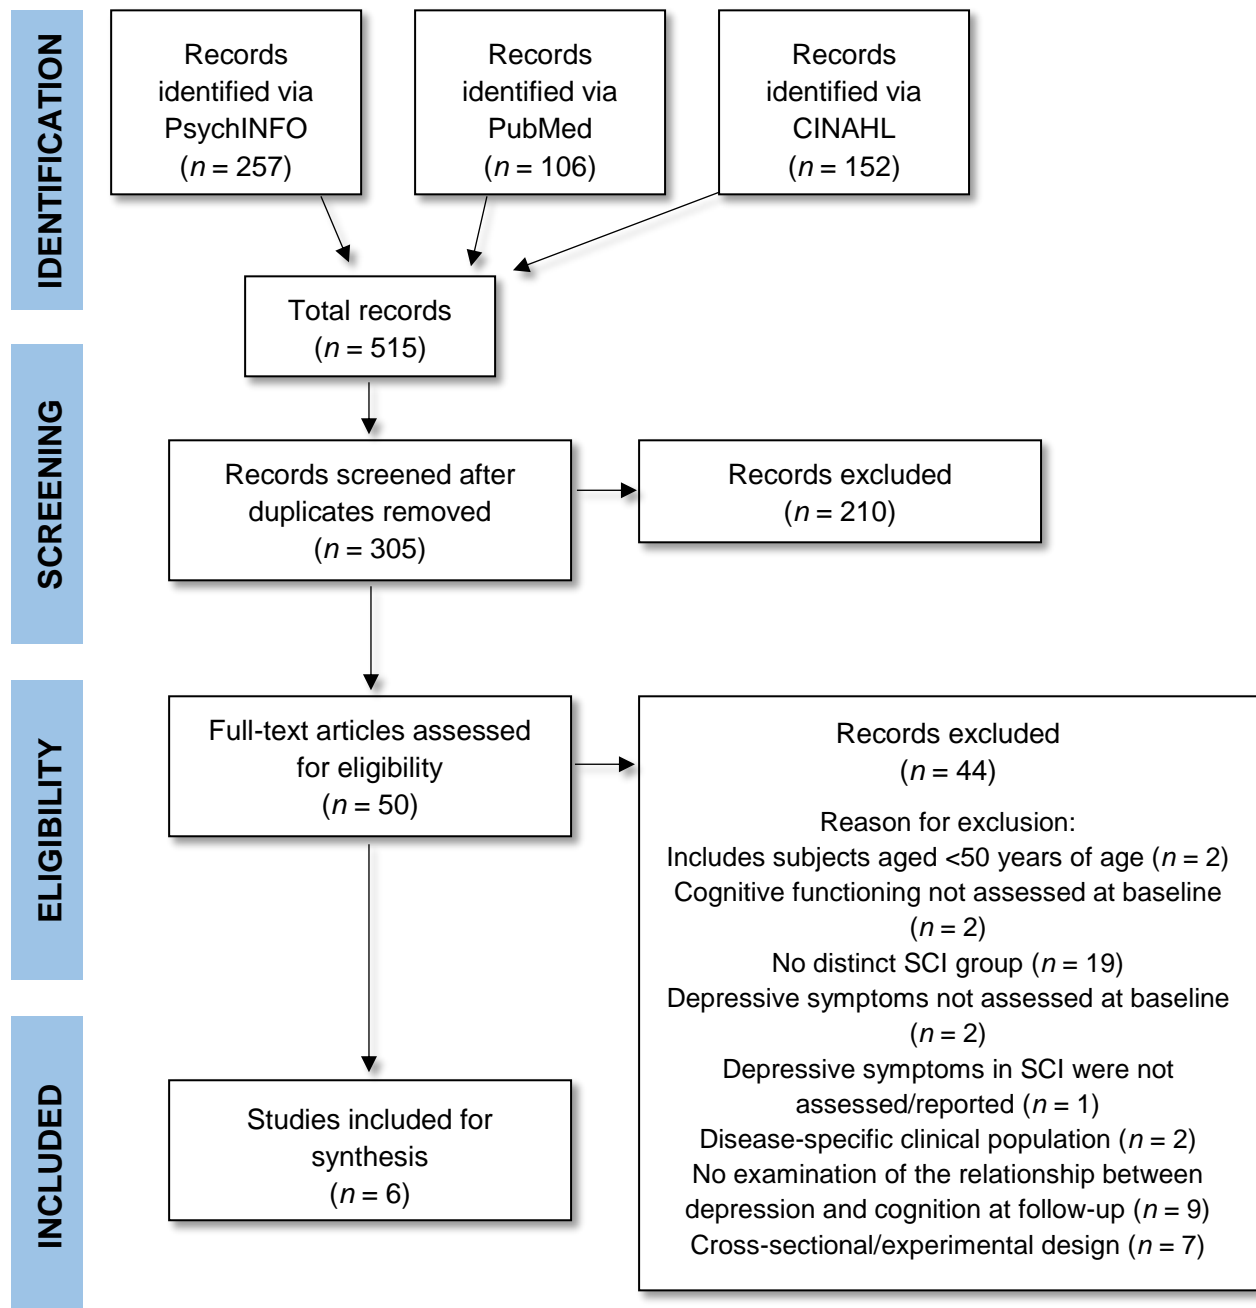 IDENTIFICATION
Records
identified via
PsychINFO
(n = 257)
Records
identified via
PubMed
(n = 106)
Records
identified via
CINAHL
(n = 152)
Total records
(n = 515)
SCREENING
Records screened after
duplicates removed
(n = 305)
Records excluded
(n = 210)
ELIGIBILITY
Full-text articles assessed
for eligibility
(n = 50)
Records excluded
(n = 44)
Reason for exclusion:
Includes subjects aged <50 years of age (n = 2)
Cognitive functioning not assessed at baseline
(n = 2)
No distinct SCI group (n = 19)
Depressive symptoms not assessed at baseline
(n = 2)
Depressive symptoms in SCI were not
assessed/reported (n = 1)
Disease-specific clinical population (n = 2)
No examination of the relationship between
depression and cognition at follow-up (n = 9)
Cross-sectional/experimental design (n = 7)
INCLUDED
Studies included for
synthesis
(n = 6)